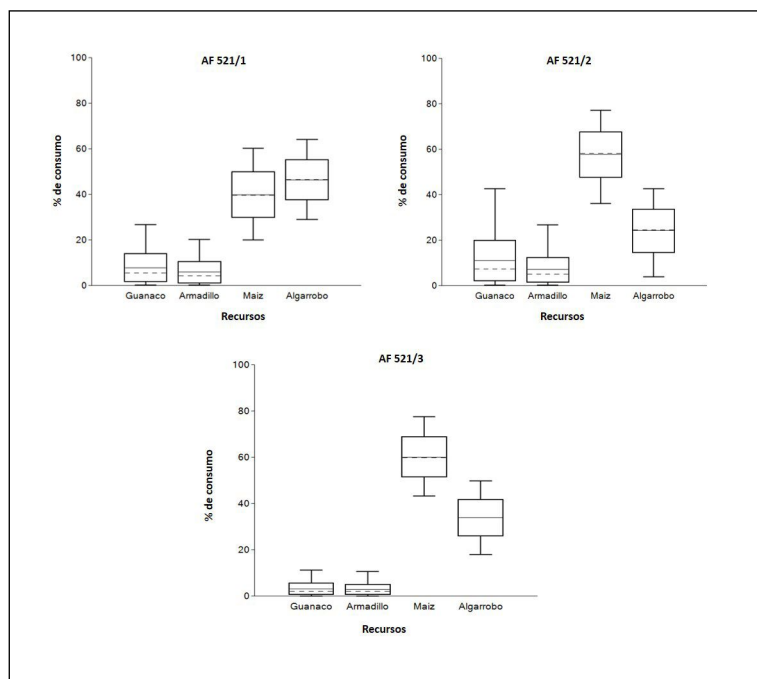 AF 521/1
% de consumo
100
80
60
40
20
0
Guanaco Armadillo Maiz Algarrobo
Recursos
AF 521/2
% de consumo
100
80
60
40
20
0
Guanaco Armadillo Maiz Algarrobo
Recursos
AF 521/3
% de consumo
100
80
60
40
20
0
Guanaco Armadillo Maiz Algarrobo
Recursos